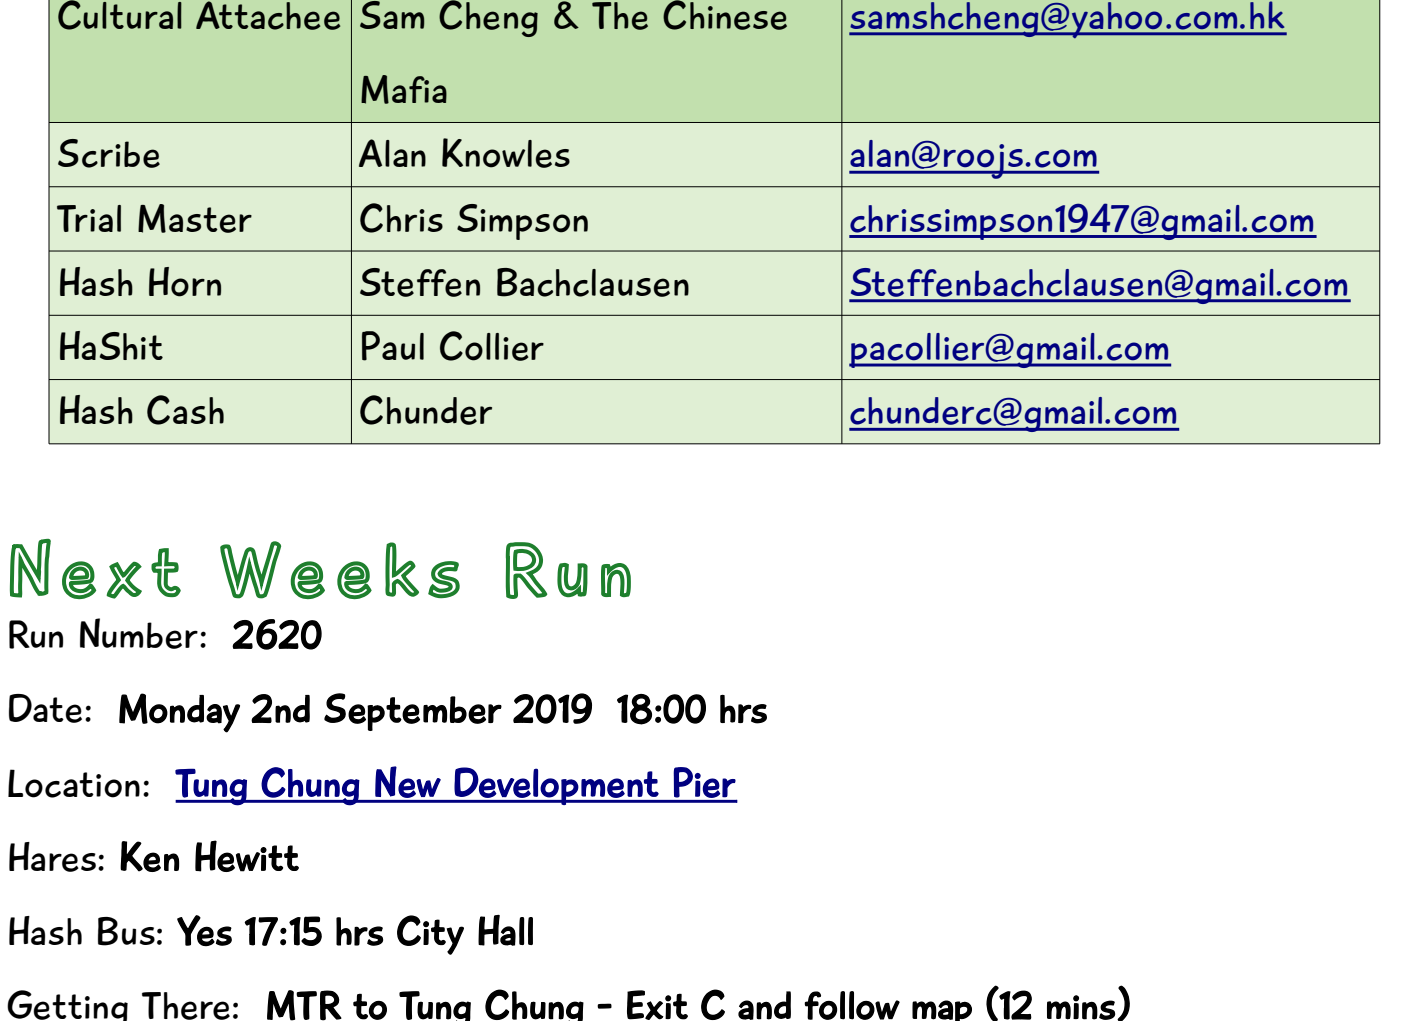 Cultural Attachee Sam Cheng & The Chinese samshcheng@yahoo.com.hk
Mafia
Scribe Alan Knowles alan@roojs.com
Trial Master Chris Simpson chrissimpson1947@gmail.com
Hash Horn Steffen Bachclausen Steffenbachclausen@gmail.com
HaShit Paul Collier pacollier@gmail.com
Hash Cash Chunder chunderc@gmail.com
Next Weeks Run
Run Number: 2620
Date: Monday 2nd September 2019 18:00 hrs
Location: Tung Chung New Development Pier
Hares: Ken Hewitt
Hash Bus: Yes 17:15 hrs City Hall
Getting There: MTR to Tung Chung - Exit C and follow map (12 mins)